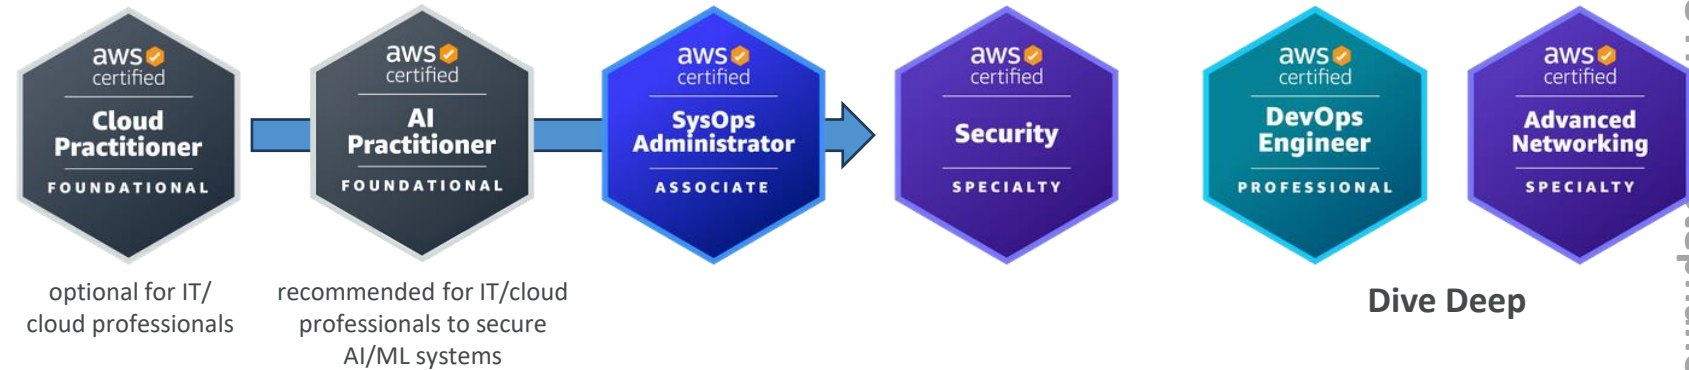 aws
certified
Cloud
Practitioner
FOUNDATIONAL
optional for IT/
cloud professionals
aws
certified
AI
Practitioner
FOUNDATIONAL
recommended for IT/cloud
professionals to secure
AI/ML systems
aws
certified
SysOps
Administrator
ASSOCIATE
aws
certified
Security
SPECIALTY
aws
certified
DevOps
Engineer
PROFESSIONAL
aws
certified
Advanced
Networking
SPECIALTY
Dive Deep